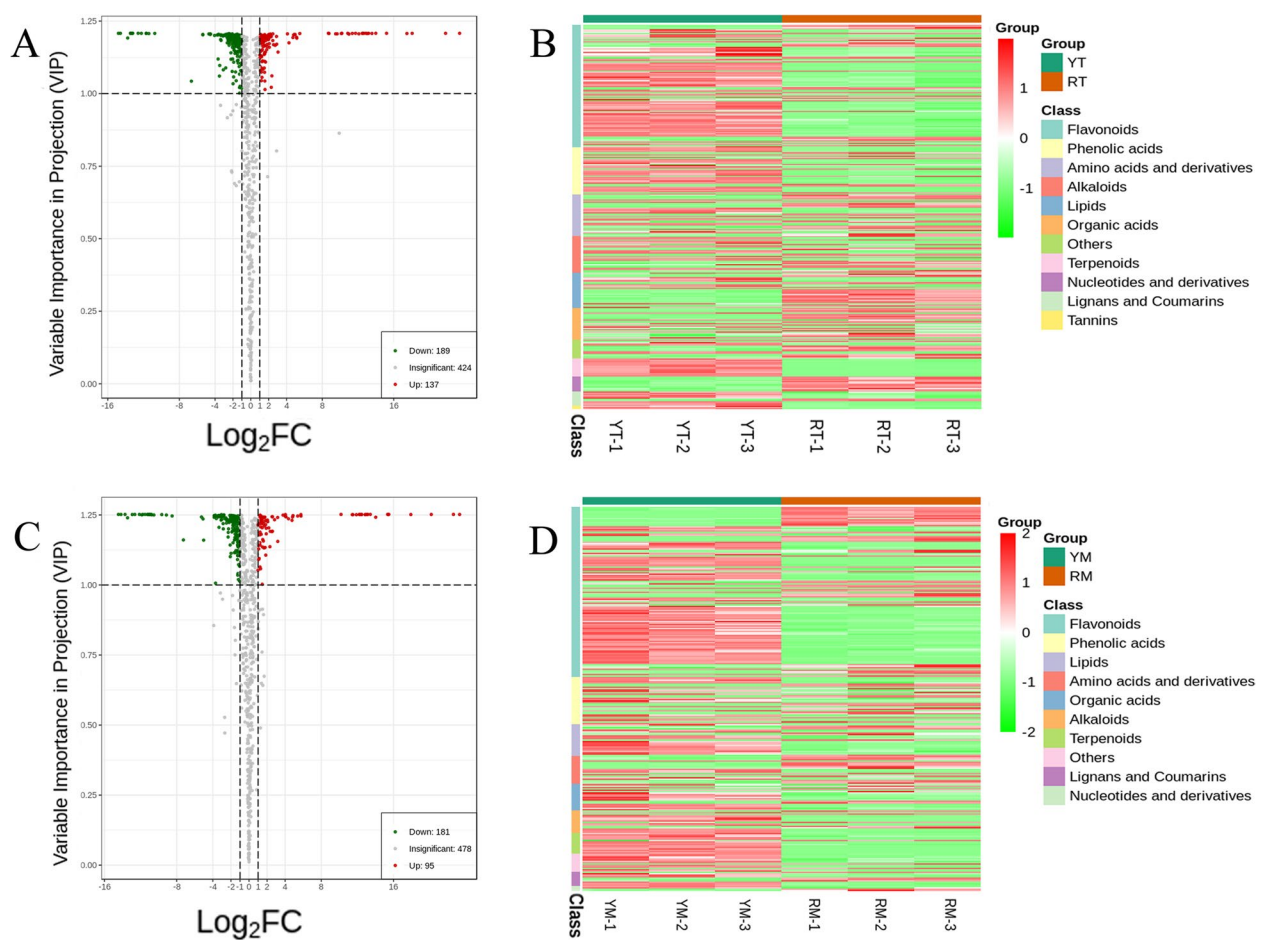 A
Variable Importance in Projection (VIP)
1.25
1.00
0.75
0.50
0.25
0.00
Down: 189
Insignificant: 424
Up: 137
-16 -8 -4 -2 -1 0 1 2 4 8 16
Log2FC
B
Class
YT-1 YT-2 YT-3 RT-1 RT-2 RT-3
Group
1
0
-1
Group
YT
RT
Class
Flavonoids
Phenolic acids
Amino acids and derivatives
Alkaloids
Lipids
Organic acids
Others
Terpenoids
Nucleotides and derivatives
Lignans and Coumarins
Tannins
C
Variable Importance in Projection (VIP)
1.25
1.00
0.75
0.50
0.25
0.00
Down: 181
Insignificant: 478
Up: 95
-16 -8 -4 -2 -1 0 1 2 4 8 16
Log2FC
D
Class
YM-1 YM-2 YM-3 RM-1 RM-2 RM-3
Group
2
1
0
-1
-2
Group
YM
RM
Class
Flavonoids
Phenolic acids
Lipids
Amino acids and derivatives
Organic acids
Alkaloids
Terpenoids
Others
Lignans and Coumarins
Nucleotides and derivatives